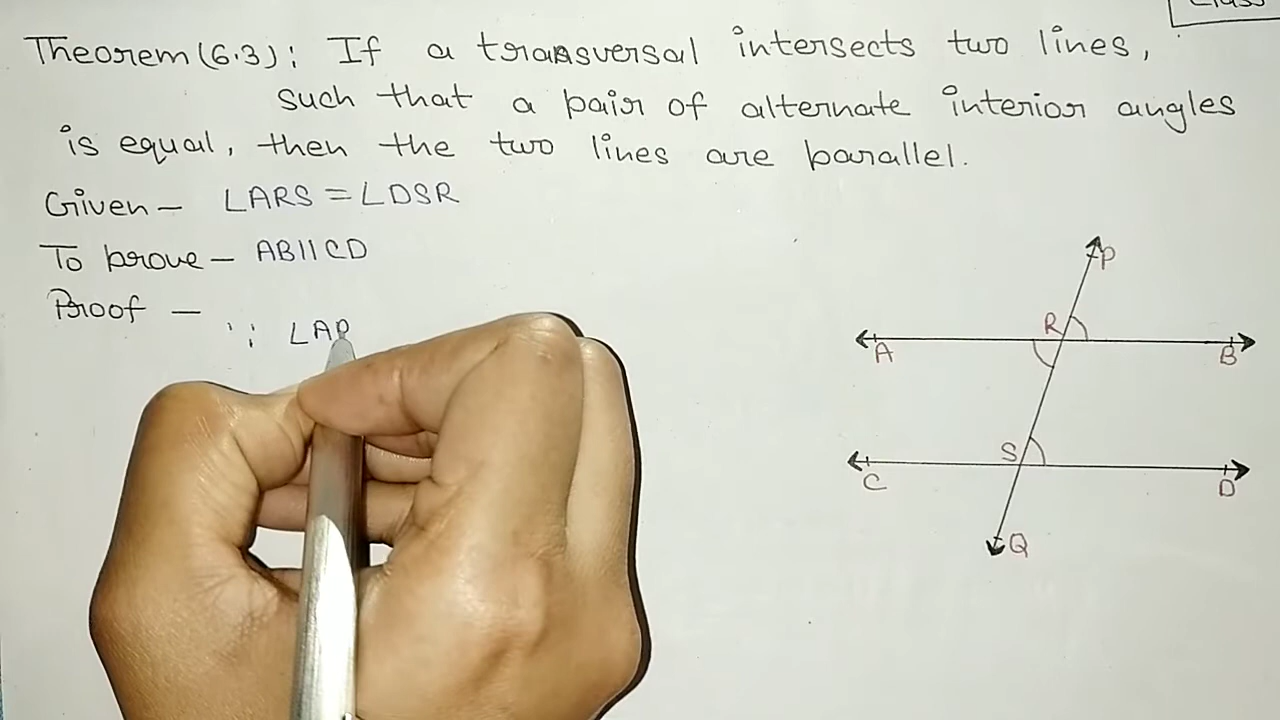 Class
Theorem (6.3): If a transversal intersects two lines,
such that a pair of alternate interior angles
is equal, then the two lines are parallel.
Given – ∠ARS = ∠DSR
To prove – AB||CD
Proof –
∵ ∠AR
P
R
A
B
S
C
D
Q